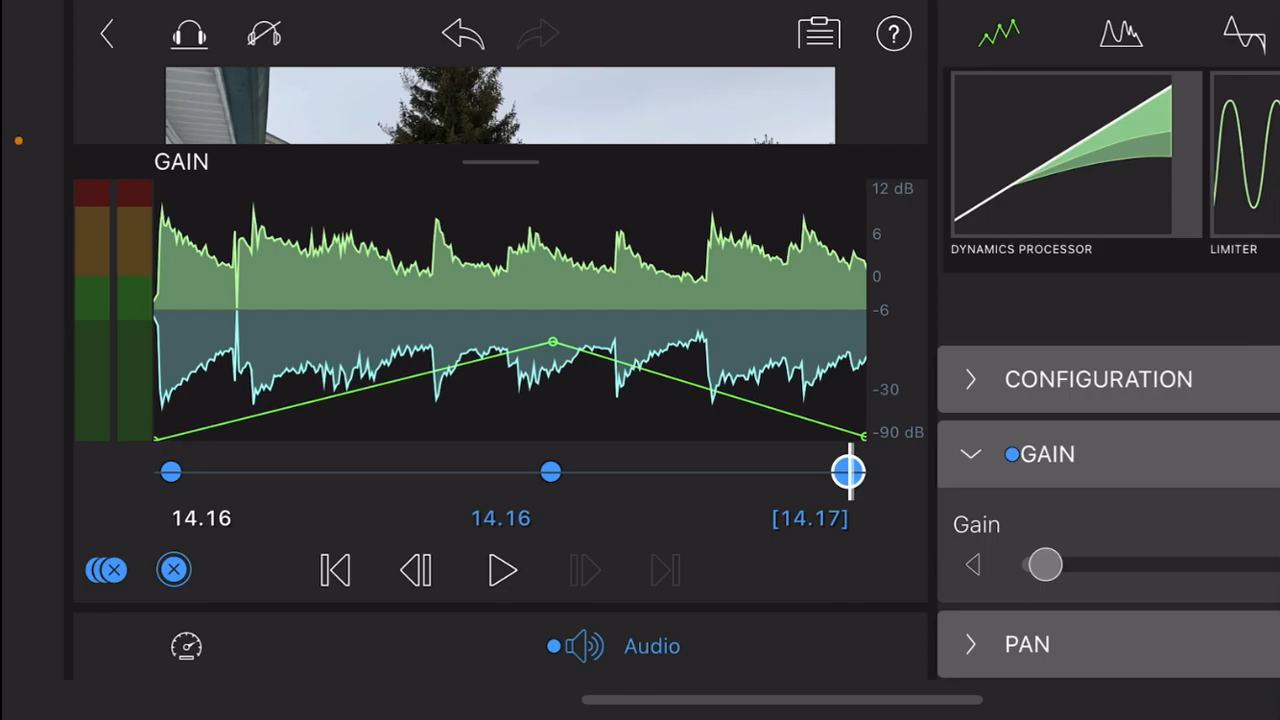 ?
GAIN
12 dB
6
0
-6
-30
-90 dB
14.16
14.16
[14.17]
Audio
DYNAMICS PROCESSOR
LIMITER
CONFIGURATION
GAIN
Gain
PAN